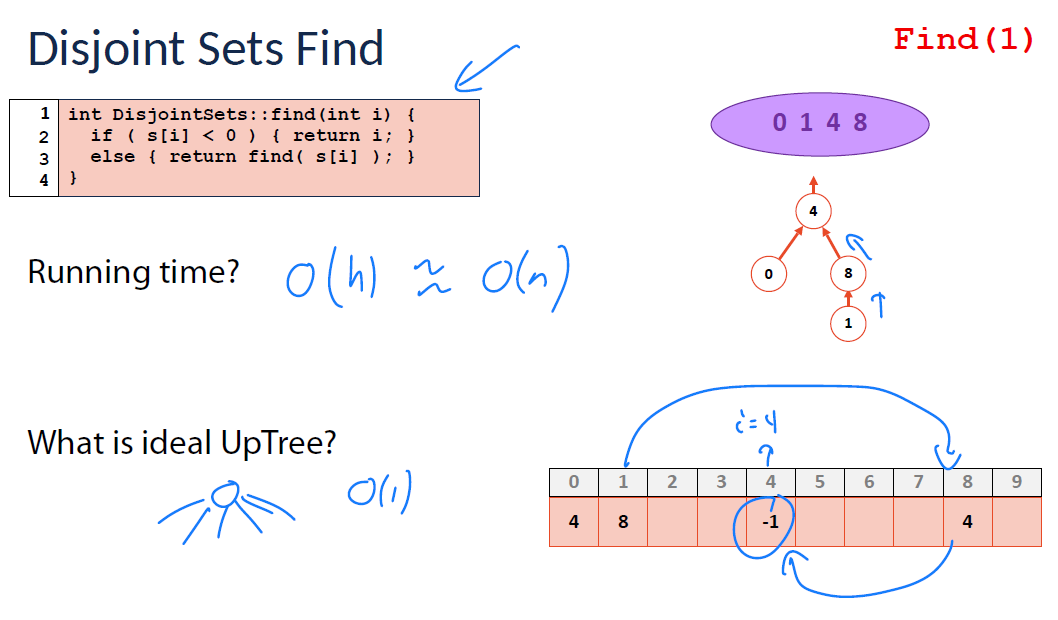 Disjoint Sets Find
Find(1)
1 int DisjointSets::find(int i) {
2 if ( s[i] < 0 ) { return i; }
3 else { return find( s[i] ); }
4 }
0 1 4 8
4
0 8
1
Running time? O(h) ≈ O(n)
What is ideal UpTree?
O(1)
i=4
0 1 2 3 4 5 6 7 8 9
4 8 -1 4